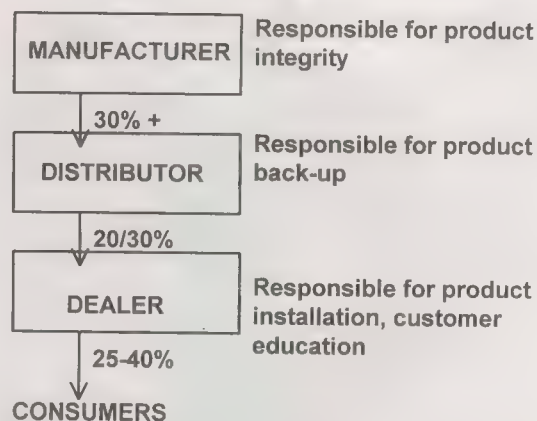 MANUFACTURER
Responsible for product
integrity
30% +
DISTRIBUTOR
Responsible for product
back-up
20/30%
DEALER
Responsible for product
installation, customer
education
25-40%
CONSUMERS